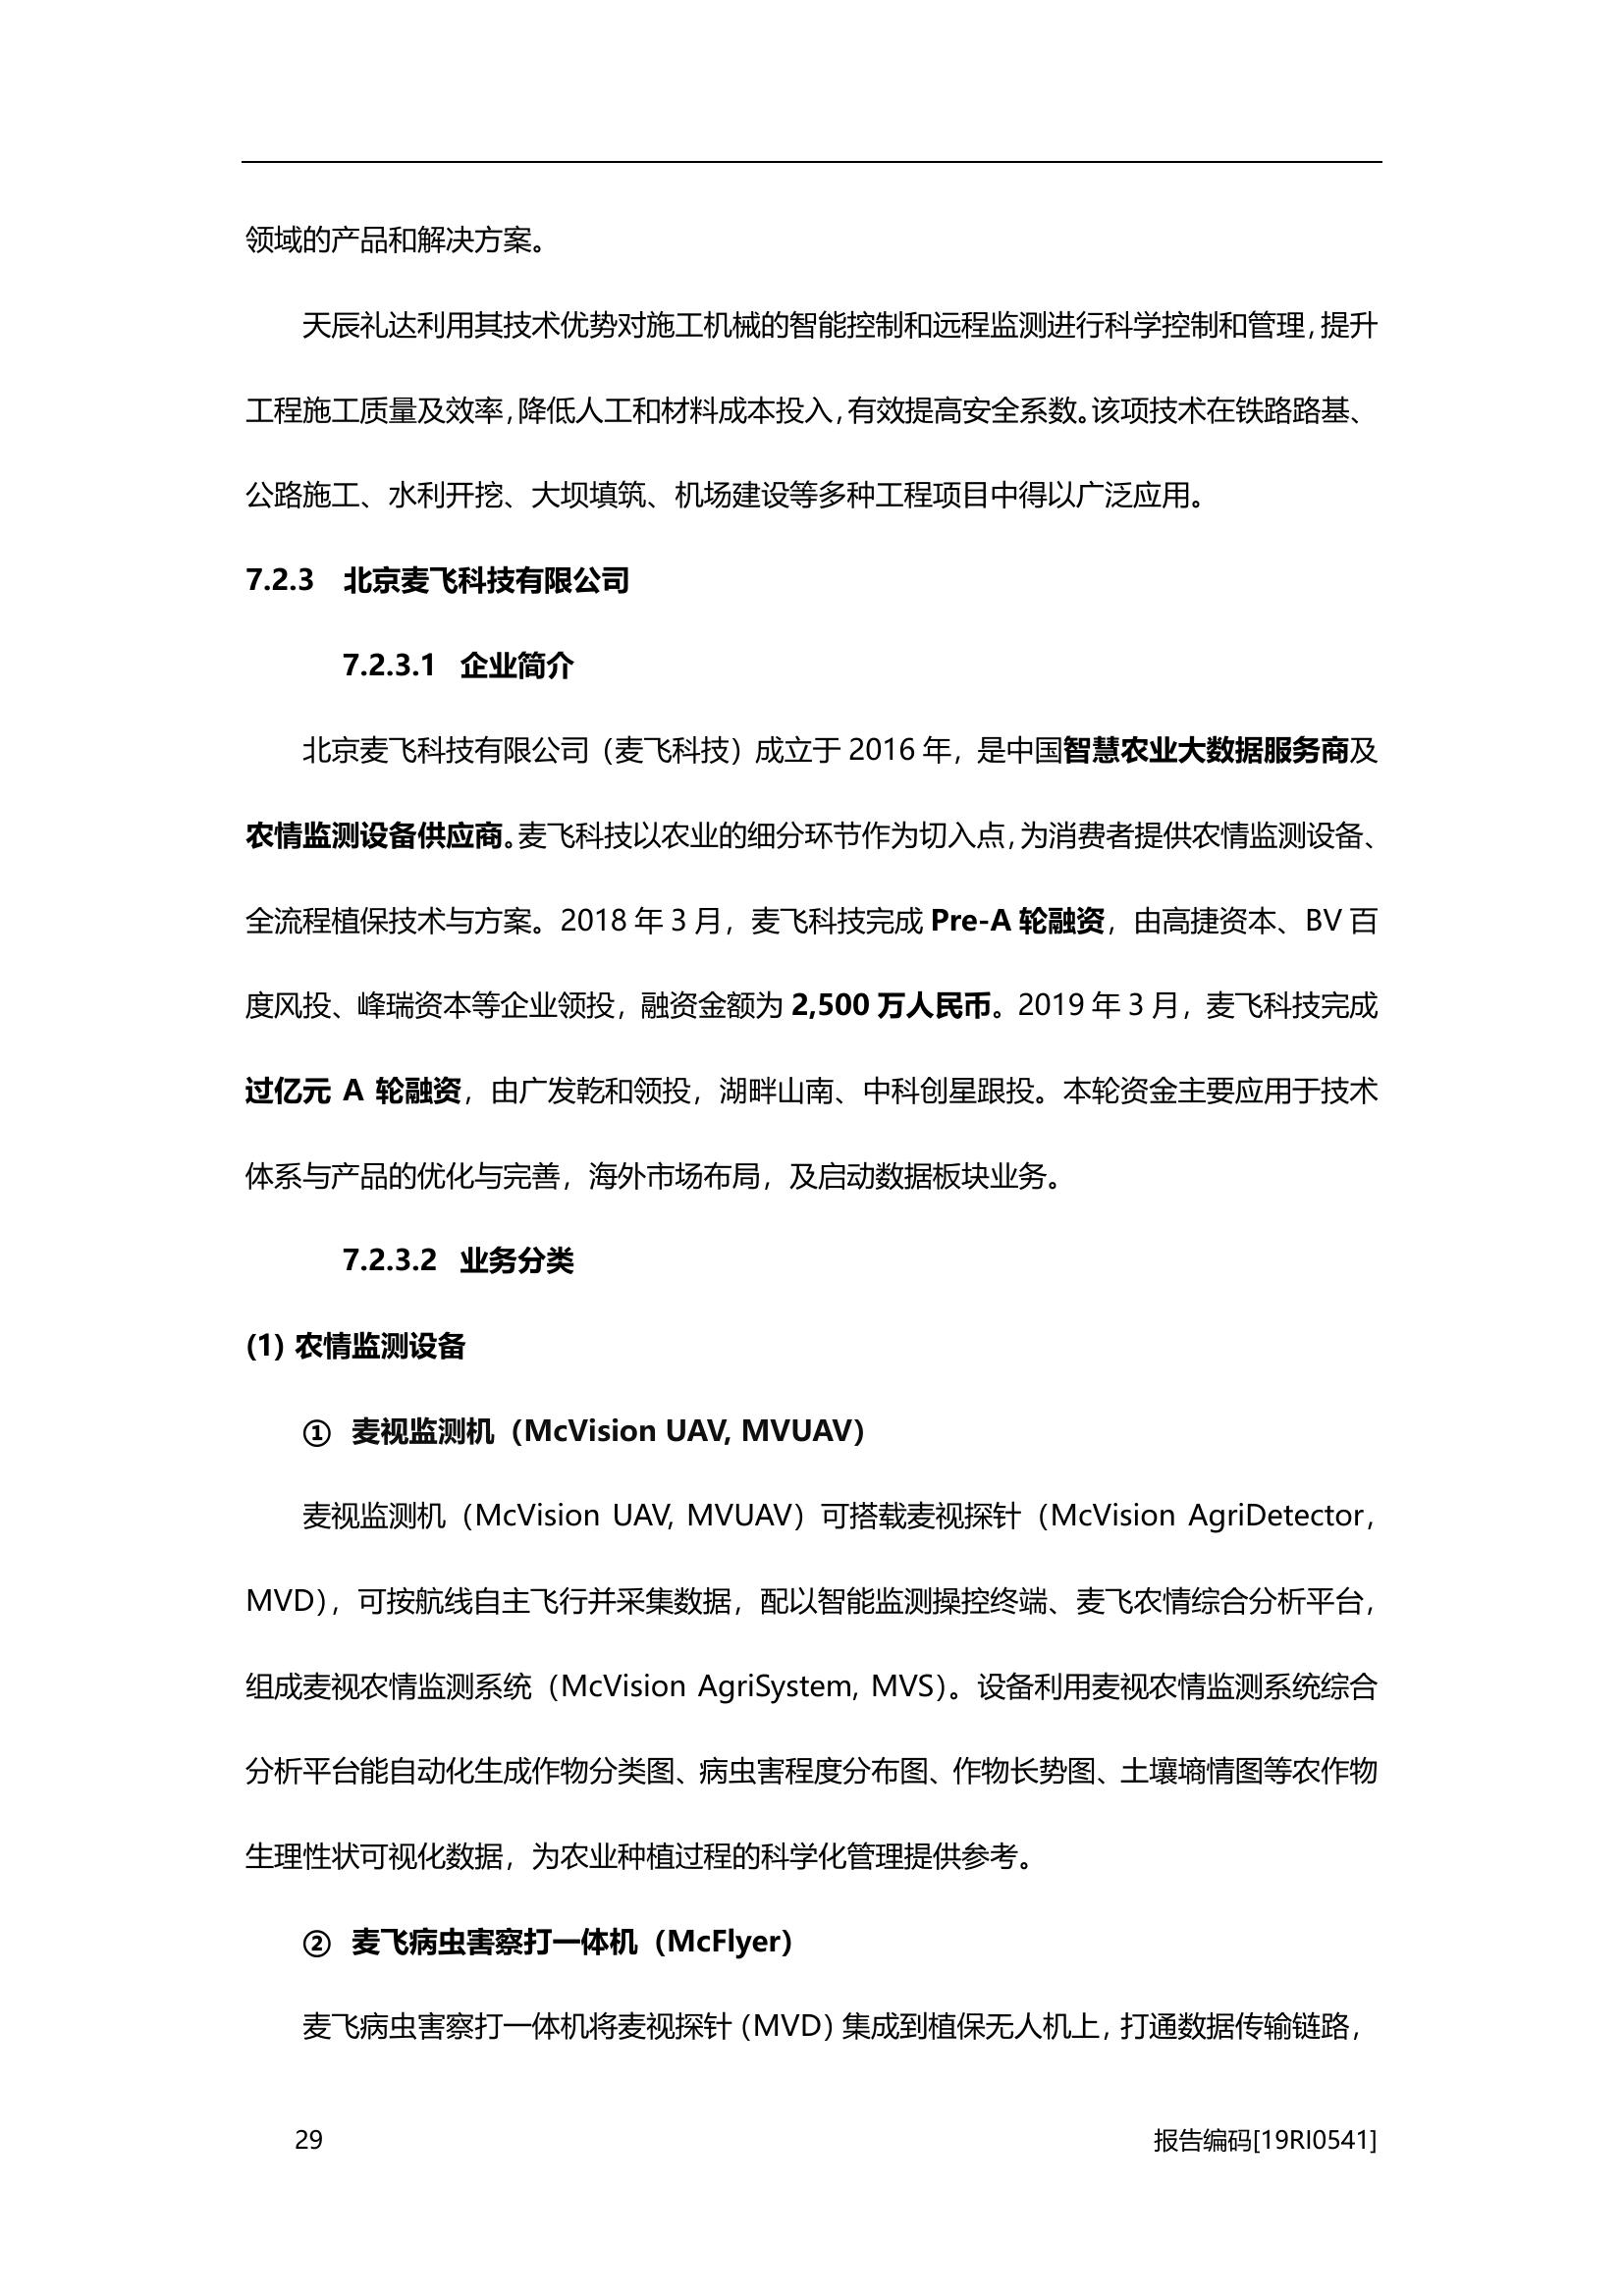 领域的产品和解决方案。
天辰礼达利用其技术优势对施工机械的智能控制和远程监测进行科学控制和管理，提升
工程施工质量及效率，降低人工和材料成本投入，有效提高安全系数。该项技术在铁路路基、
公路施工、水利开挖、大坝填筑、机场建设等多种工程项目中得以广泛应用。
7.2.3 北京麦飞科技有限公司
7.2.3.1 企业简介
北京麦飞科技有限公司（麦飞科技）成立于 2016 年，是中国智慧农业大数据服务商及
农情监测设备供应商。麦飞科技以农业的细分环节作为切入点，为消费者提供农情监测设备、
全流程植保技术与方案。2018 年 3 月，麦飞科技完成 Pre-A 轮融资，由高捷资本、BV 百
度风投、峰瑞资本等企业领投，融资金额为 2,500 万人民币。2019 年 3 月，麦飞科技完成
过亿元 A 轮融资，由广发乾和领投，湖畔山南、中科创星跟投。本轮资金主要应用于技术
体系与产品的优化与完善，海外市场布局，及启动数据板块业务。
7.2.3.2 业务分类
(1) 农情监测设备
① 麦视监测机（McVision UAV, MVUAV）
麦视监测机（McVision UAV, MVUAV）可搭载麦视探针（McVision AgriDetector，
MVD），可按航线自主飞行并采集数据，配以智能监测操控终端、麦飞农情综合分析平台，
组成麦视农情监测系统（McVision AgriSystem, MVS）。设备利用麦视农情监测系统综合
分析平台能自动化生成作物分类图、病虫害程度分布图、作物长势图、土壤墒情图等农作物
生理性状可视化数据，为农业种植过程的科学化管理提供参考。
② 麦飞病虫害察打一体机（McFlyer）
麦飞病虫害察打一体机将麦视探针（MVD）集成到植保无人机上，打通数据传输链路，
29 报告编码[19RI0541]